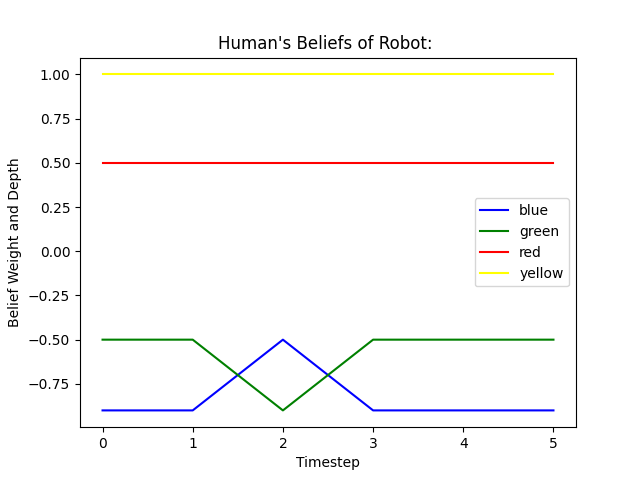 Human's Beliefs of Robot:
1.00
0.75
0.50
0.25
0.00
−0.25
−0.50
−0.75
Belief Weight and Depth
blue
green
red
yellow
0 1 2 3 4 5
Timestep